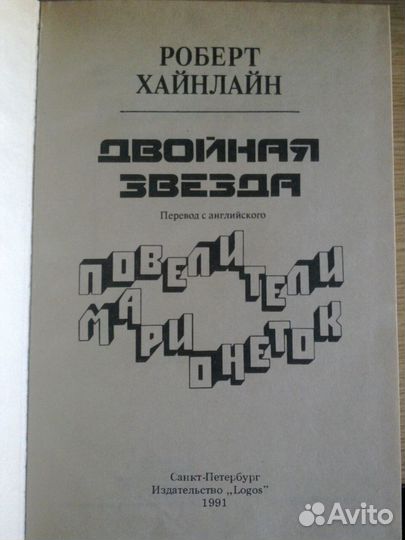 РОБЕРТ
ХАЙНЛАЙН
ДВОЙНАЯ
ЗВЕЗДА
Перевод с английского
ПОВЕЛИТЕЛИ
МАРИОНЕТОК
Санкт-Петербург
Издательство „Logos"
1991
Avito